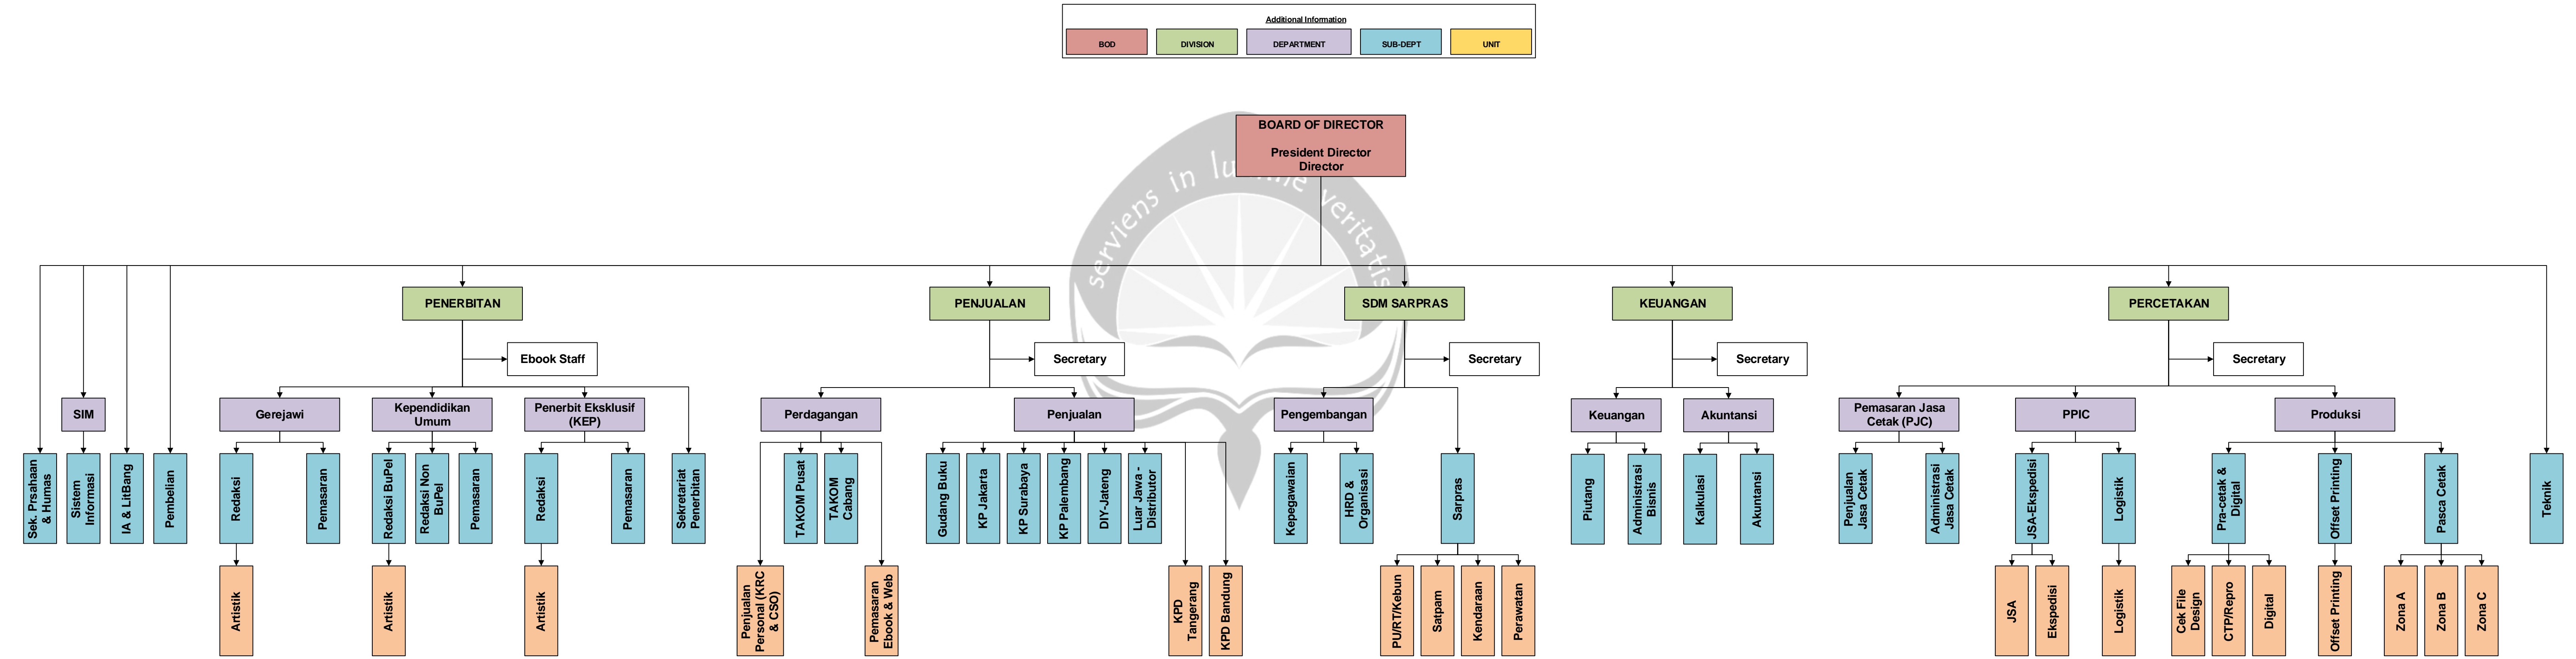 Additional Information
BOD
DIVISION
DEPARTMENT
SUB-DEPT
UNIT
BOARD OF DIRECTOR
President Director
Director
serviens in lumine veritatis
PENERBITAN
PENJUALAN
SDM SARPRAS
KEUANGAN
PERCETAKAN
Ebook Staff
Secretary
Secretary
Secretary
Secretary
SIM
Gerejawi
Kependidikan
Umum
Penerbit Eksklusif
(KEP)
Perdagangan
Penjualan
Pengembangan
Keuangan
Akuntansi
Pemasaran Jasa
Cetak (PJC)
PPIC
Produksi
Sek. Prsahaan
& Humas
Sistem
Informasi
IA & LitBang
Pembelian
Redaksi
Pemasaran
Redaksi BuPel
Redaksi Non
BuPel
Pemasaran
Redaksi
Pemasaran
Sekretariat
Penerbitan
TAKOM Pusat
TAKOM
Cabang
Gudang Buku
KP Jakarta
KP Surabaya
KP Palembang
DIY-Jateng
Luar Jawa -
Distributor
Kepegawaian
HRD &
Organisasi
Sarpras
Piutang
Administrasi
Bisnis
Kalkulasi
Akuntansi
Penjualan
Jasa Cetak
Administrasi
Jasa Cetak
JSA-Ekspedisi
Logistik
Pra-cetak &
Digital
Offset Printing
Pasca Cetak
Teknik
Artistik
Artistik
Artistik
Penjualan
Personal (KRC
& CSO)
Pemasaran
Ebook & Web
KPD
Tangerang
KPD Bandung
PU/RT/Kebun
Satpam
Kendaraan
Perawatan
JSA
Ekspedisi
Logistik
Cek File
Design
CTP/Repro
Digital
Offset Printing
Zona A
Zona B
Zona C